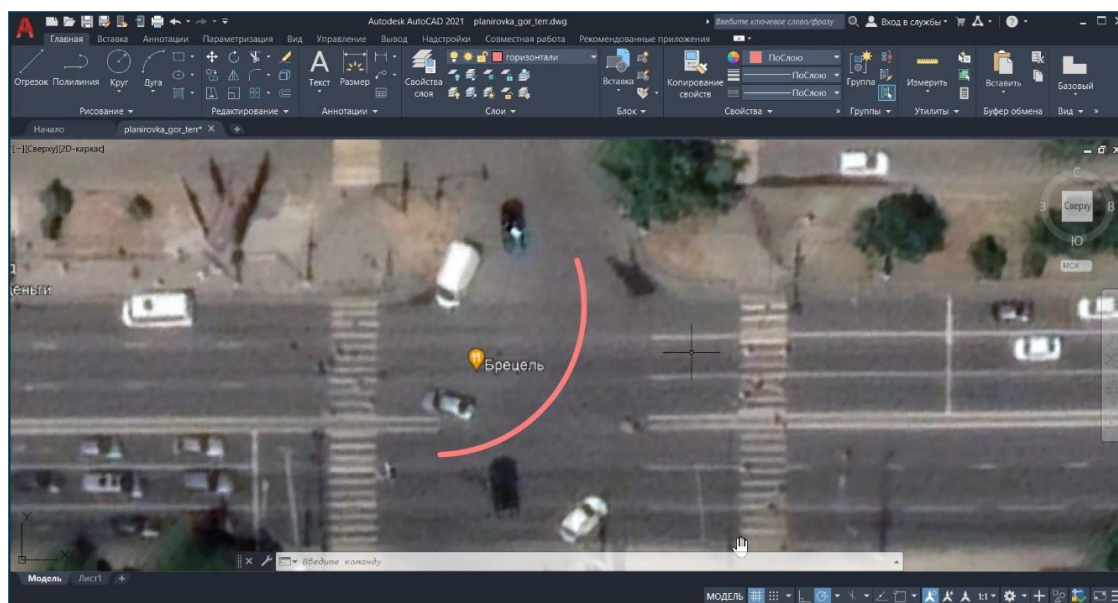 Autodesk AutoCAD 2021 planirovka_gor_terr.dwg
Введите ключевое слово/фразу
Вход в службы
Главная Вставка Аннотации Параметризация Вид Управление Вывод Надстройки Совместная работа Рекомендованные приложения
горизонтали
ПоСлою
ПоСлою
ПоСлою
Отрезок Полилиния Круг Дуга
Текст Размер
Свойства слоя
Вставка
Копирование свойств
Группа
Измерить
Вставить
Базовый
Рисование Редактирование Аннотации Слои Блок Свойства Группы Утилиты Буфер обмена Вид
Начало planirovka_gor_terr*
[−][Сверху][2D-каркас]
С
З Сверху В
Ю
МСК
Деньги
Брецель
Y
X
Введите команду
Модель Лист1
МОДЕЛЬ 1:1